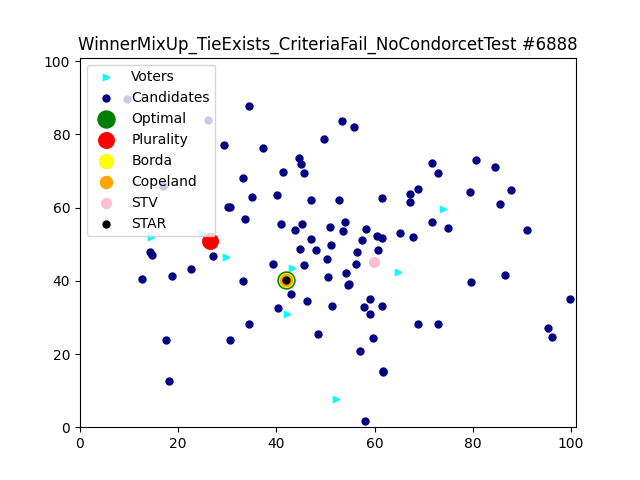 WinnerMixUp_TieExists_CriteriaFail_NoCondorcetTest #6888
100
80
60
40
20
0
Voters
Candidates
Optimal
Plurality
Borda
Copeland
STV
STAR
0 20 40 60 80 100